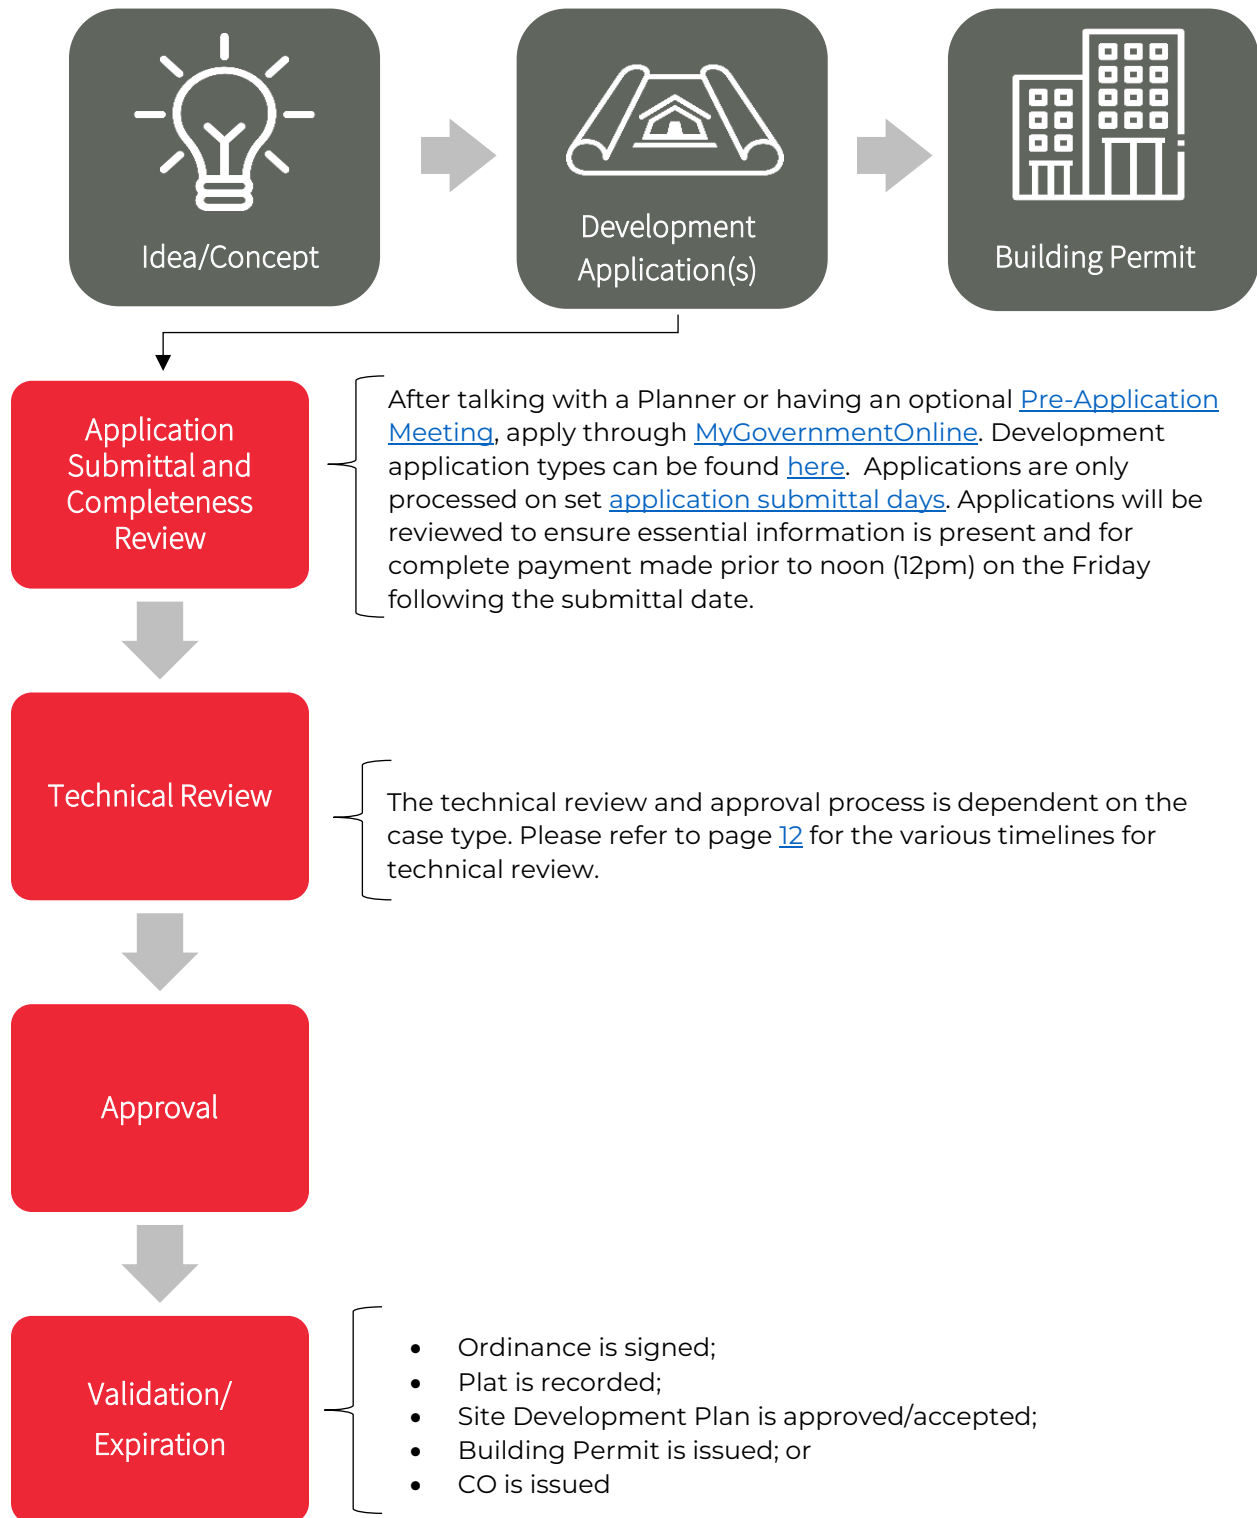 Idea/Concept
Development
Application(s)
Building Permit
Application
Submittal and
Completeness
Review
After talking with a Planner or having an optional Pre-Application
Meeting, apply through MyGovernmentOnline. Development
application types can be found here.  Applications are only
processed on set application submittal days. Applications will be
reviewed to ensure essential information is present and for
complete payment made prior to noon (12pm) on the Friday
following the submittal date.
Technical Review
The technical review and approval process is dependent on the
case type. Please refer to page 12 for the various timelines for
technical review.
Approval
Validation/
Expiration
• Ordinance is signed;
• Plat is recorded;
• Site Development Plan is approved/accepted;
• Building Permit is issued; or
• CO is issued